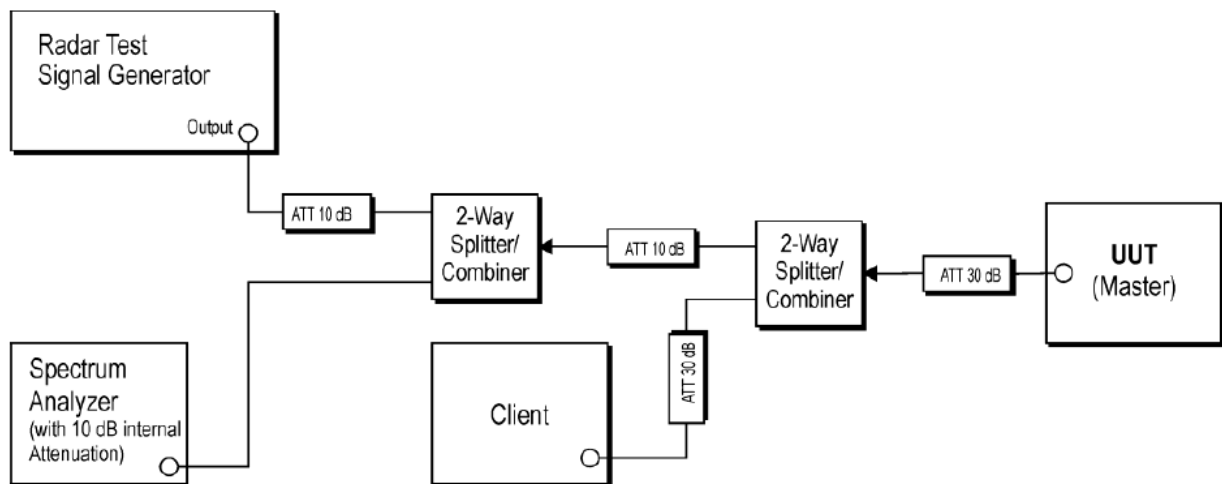 Radar Test
Signal Generator
Output
ATT 10 dB
2-Way
Splitter/
Combiner
ATT 10 dB
2-Way
Splitter/
Combiner
ATT 30 dB
UUT
(Master)
Spectrum
Analyzer
(with 10 dB internal
Attenuation)
Client
ATT 30 dB